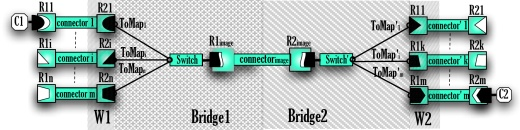 R11 R21 R11 R21
C1 connector 1 ToMap1 ToMap'1 connector' 1
R1i R2i ToMapi Switch R1image connectorimage R2image Switch' ToMap'i R1k R2k
connector i connector' k
R1n R2n ToMapn ToMap'n R1m R2m
connector m connector' m C2
W1 Bridge1 Bridge2 W2